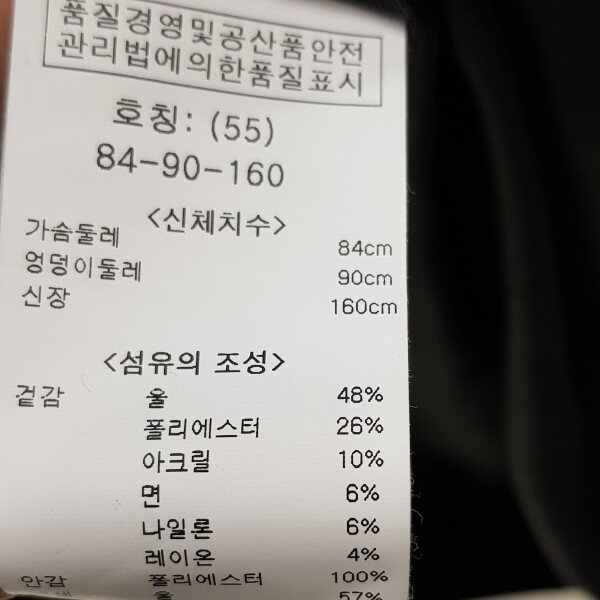 품질경영및공산품안전
관리법에의한품질표시
호칭: (55)
84-90-160
<신체치수>
가슴둘레 84cm
엉덩이둘레 90cm
신장 160cm
<섬유의 조성>
겉감 울 48%
폴리에스터 26%
아크릴 10%
면 6%
나일론 6%
레이온 4%
안감 폴리에스터 100%
울 57%